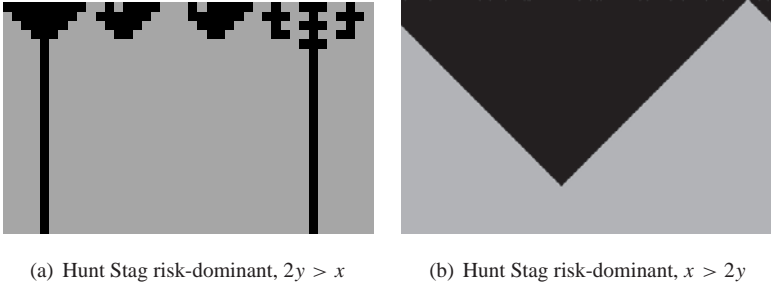 (a) Hunt Stag risk-dominant, 2y > x
(b) Hunt Stag risk-dominant, x > 2y